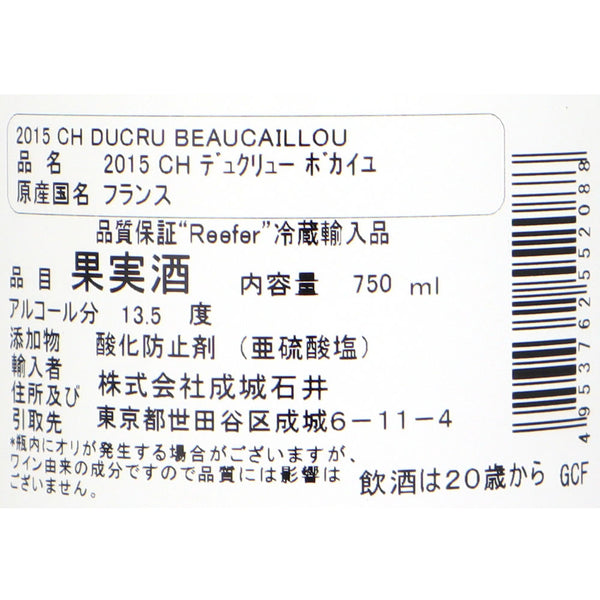 2015 CH DUCRU BEAUCAILLOU
品 名 2015 CH ﾃﾞｭｸﾘｭｰ ﾎﾞｶｲﾕ
原産国名 フランス
品質保証“Reefer”冷蔵輸入品
品目 果実酒 内容量 750 ml
アルコール分 13.5 度
添加物 酸化防止剤 （亜硫酸塩）
輸入者
住所及び 株式会社成城石井
引取先 東京都世田谷区成城6－11－4
*瓶内にオリが発生する場合がございますが、
ワイン由来の成分ですので品質には影響は
ございません。
飲酒は20歳から GCF
4953762552088